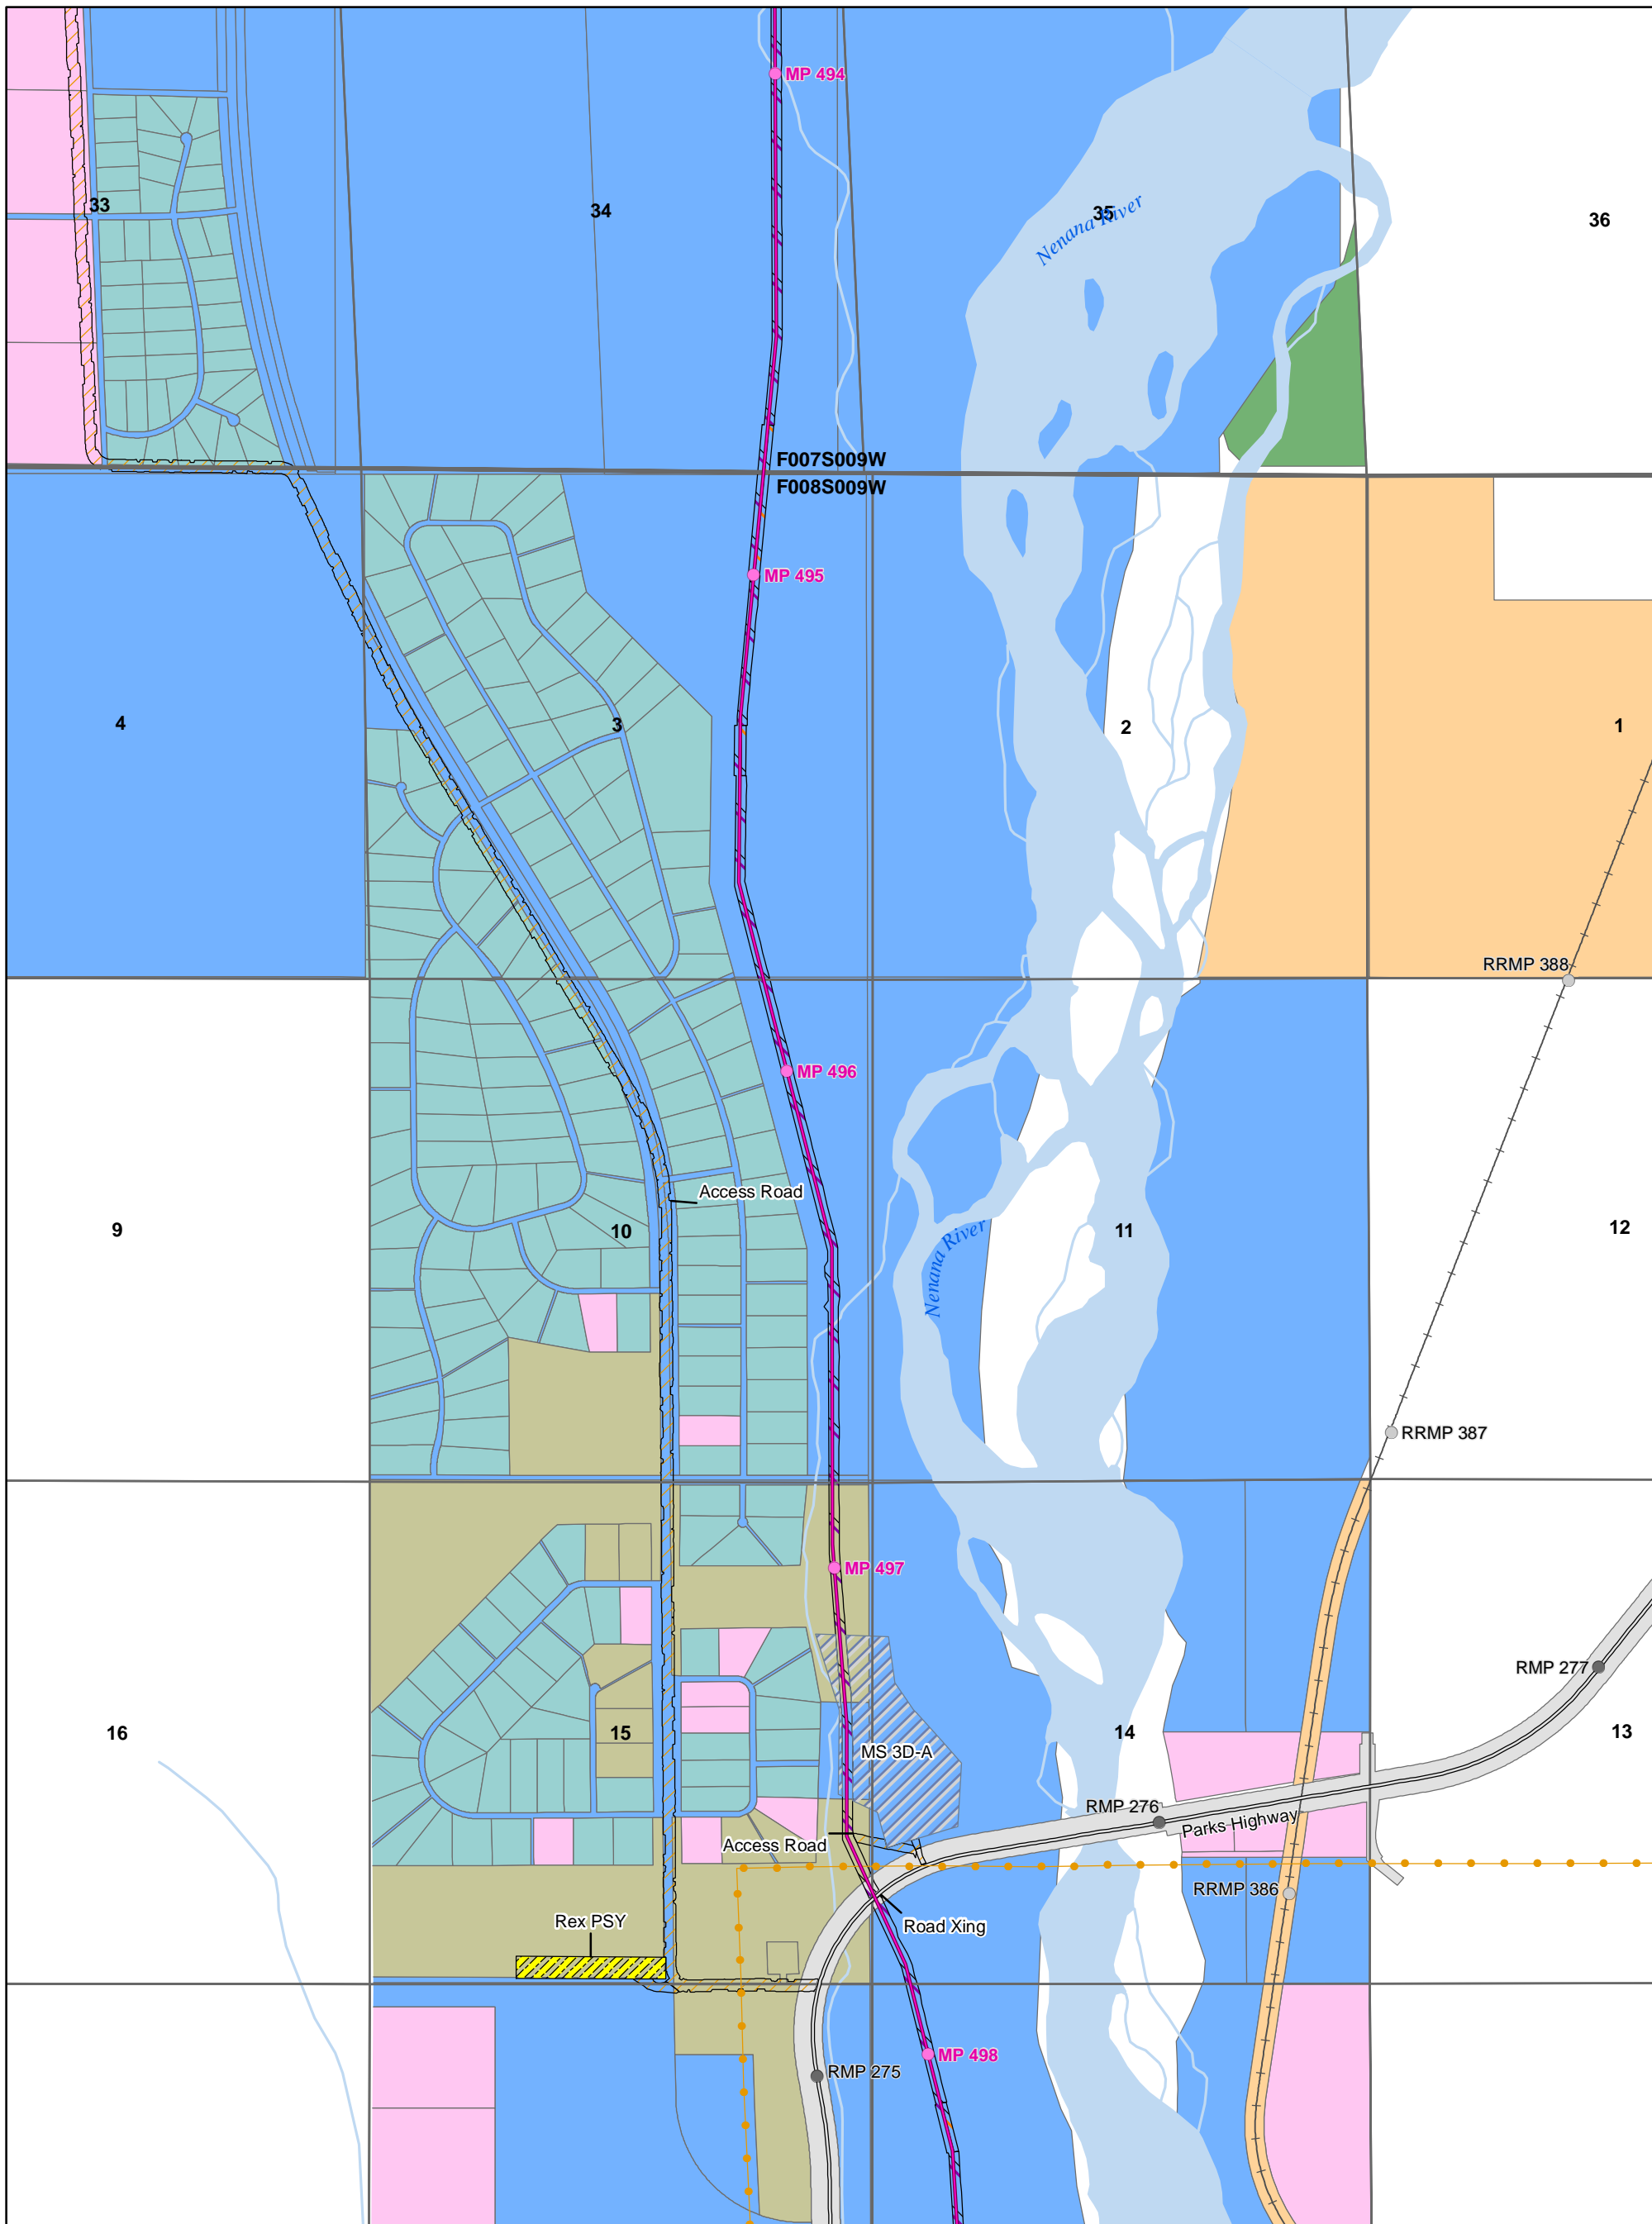 MP 494
33
34
35
Nenana River
36
F007S009W
F008S009W
MP 495
4
3
2
1
RRMP 388
MP 496
Access Road
9
10
11
12
Nenana River
RRMP 387
MP 497
RMP 277
16
15
14
13
MS 3D-A
RMP 276
Parks Highway
Access Road
RRMP 386
Rex PSY
Road Xing
MP 498
RMP 275